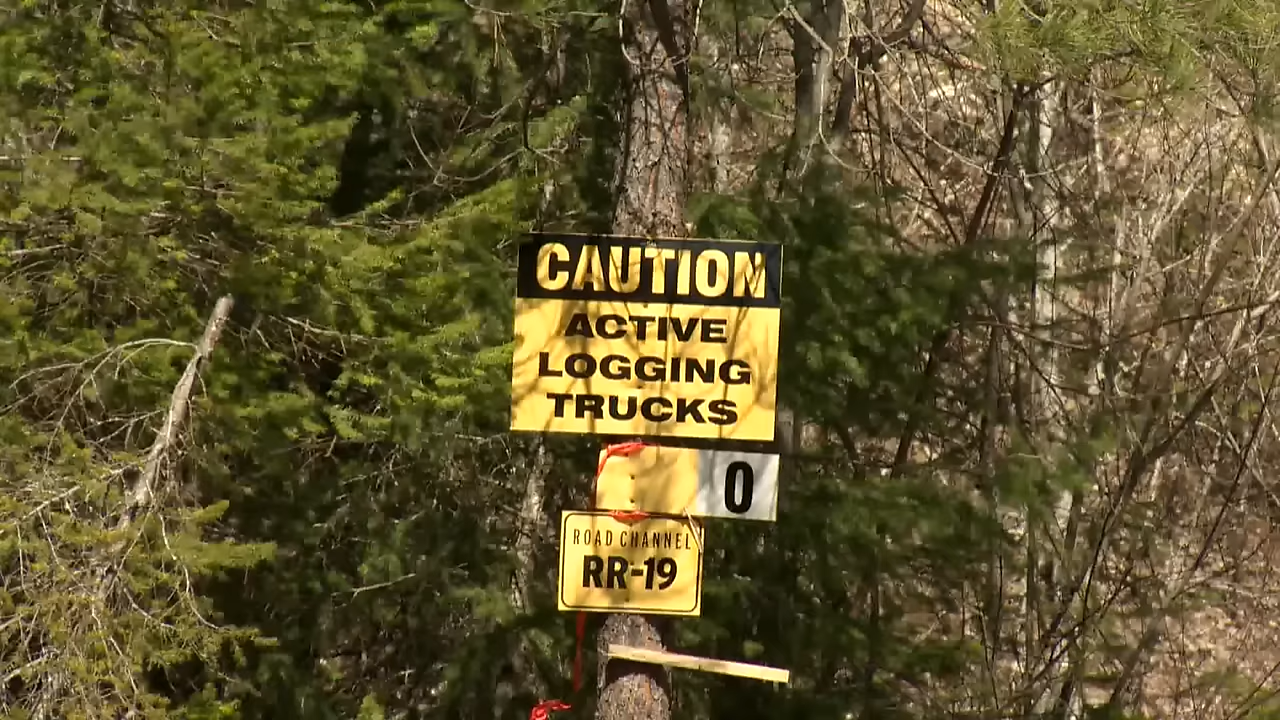 CAUTION
ACTIVE
LOGGING
TRUCKS
0
ROAD CHANNEL
RR-19